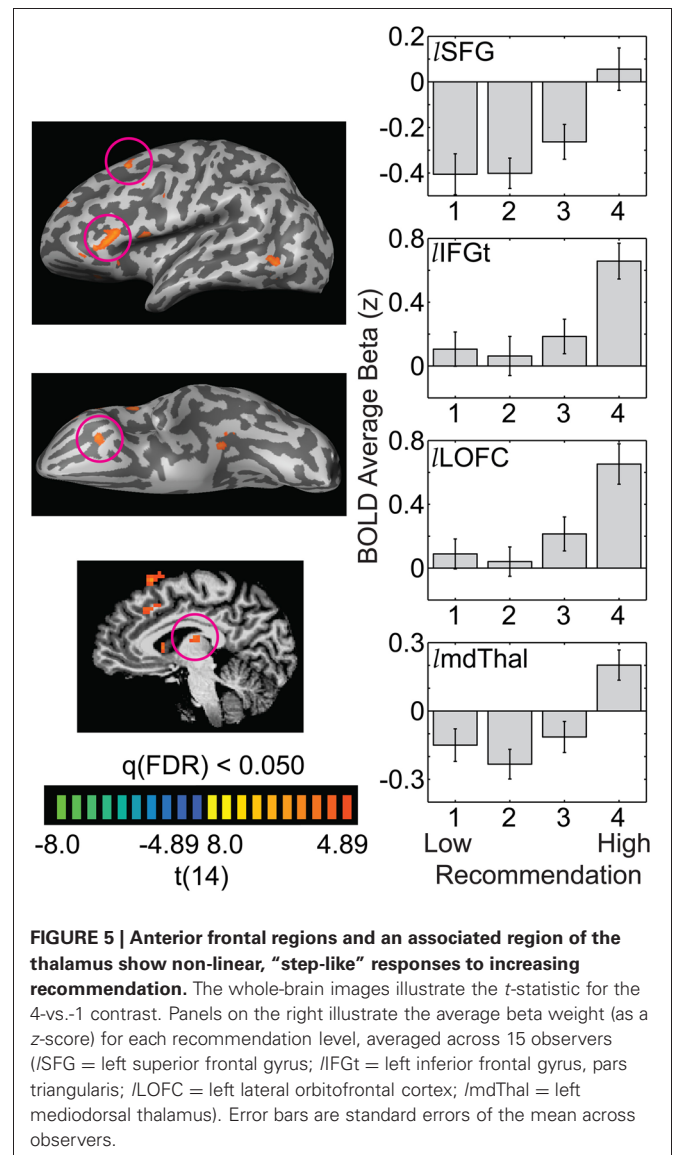 0.2
lSFG
0
-0.2
-0.4
1 2 3 4
0.8
lIFGt
0.4
0
1 2 3 4
BOLD Average Beta (z)
0.8
lLOFC
0.4
0
1 2 3 4
0.3
lmdThal
0
-0.3
1 2 3 4
Low High
Recommendation
q(FDR) < 0.050
-8.0 -4.89 8.0 4.89
t(14)
FIGURE 5 | Anterior frontal regions and an associated region of the
thalamus show non-linear, “step-like” responses to increasing
recommendation. The whole-brain images illustrate the t-statistic for the
4-vs.-1 contrast. Panels on the right illustrate the average beta weight (as a
z-score) for each recommendation level, averaged across 15 observers
(lSFG = left superior frontal gyrus; lIFGt = left inferior frontal gyrus, pars
triangularis; lLOFC = left lateral orbitofrontal cortex; lmdThal = left
mediodorsal thalamus). Error bars are standard errors of the mean across
observers.